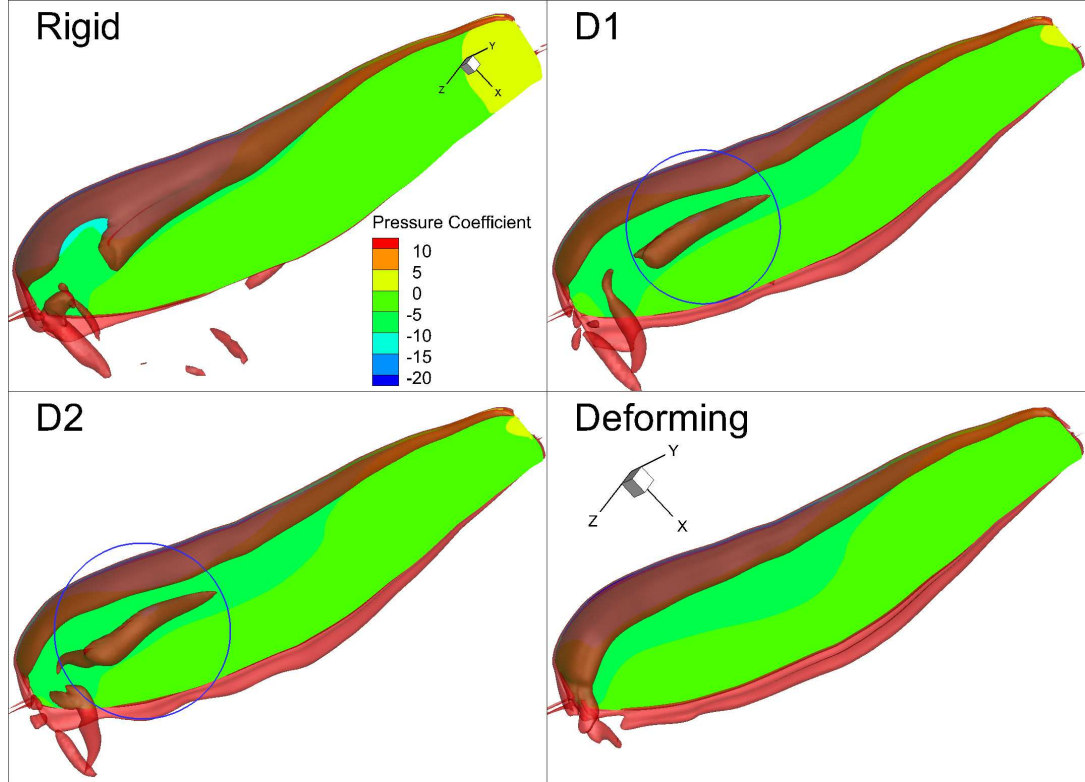 Rigid
Y
Z
X
Pressure Coefficient
10
5
0
-5
-10
-15
-20
D1
D2
Deforming
Y
Z
X